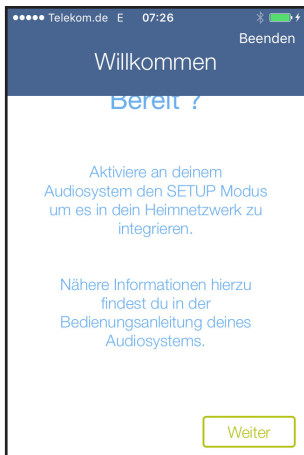 Telekom.de E 07:26
Beenden
Willkommen
Bereit ?
Aktiviere an deinem
Audiosystem den SETUP Modus
um es in dein Heimnetzwerk zu
integrieren.
Nähere Informationen hierzu
findest du in der
Bedienungsanleitung deines
Audiosystems.
Weiter